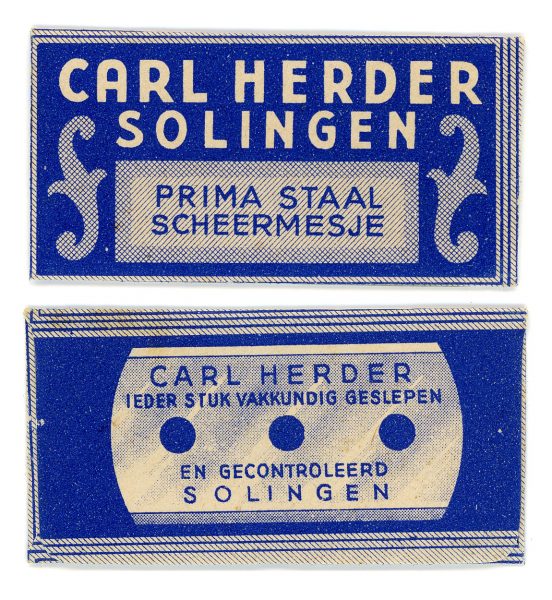 CARL HERDER
SOLINGEN
PRIMA STAAL
SCHEERMESJE
CARL HERDER
IEDER STUK VAKKUNDIG GESLEPEN
EN GECONTROLEERD
SOLINGEN